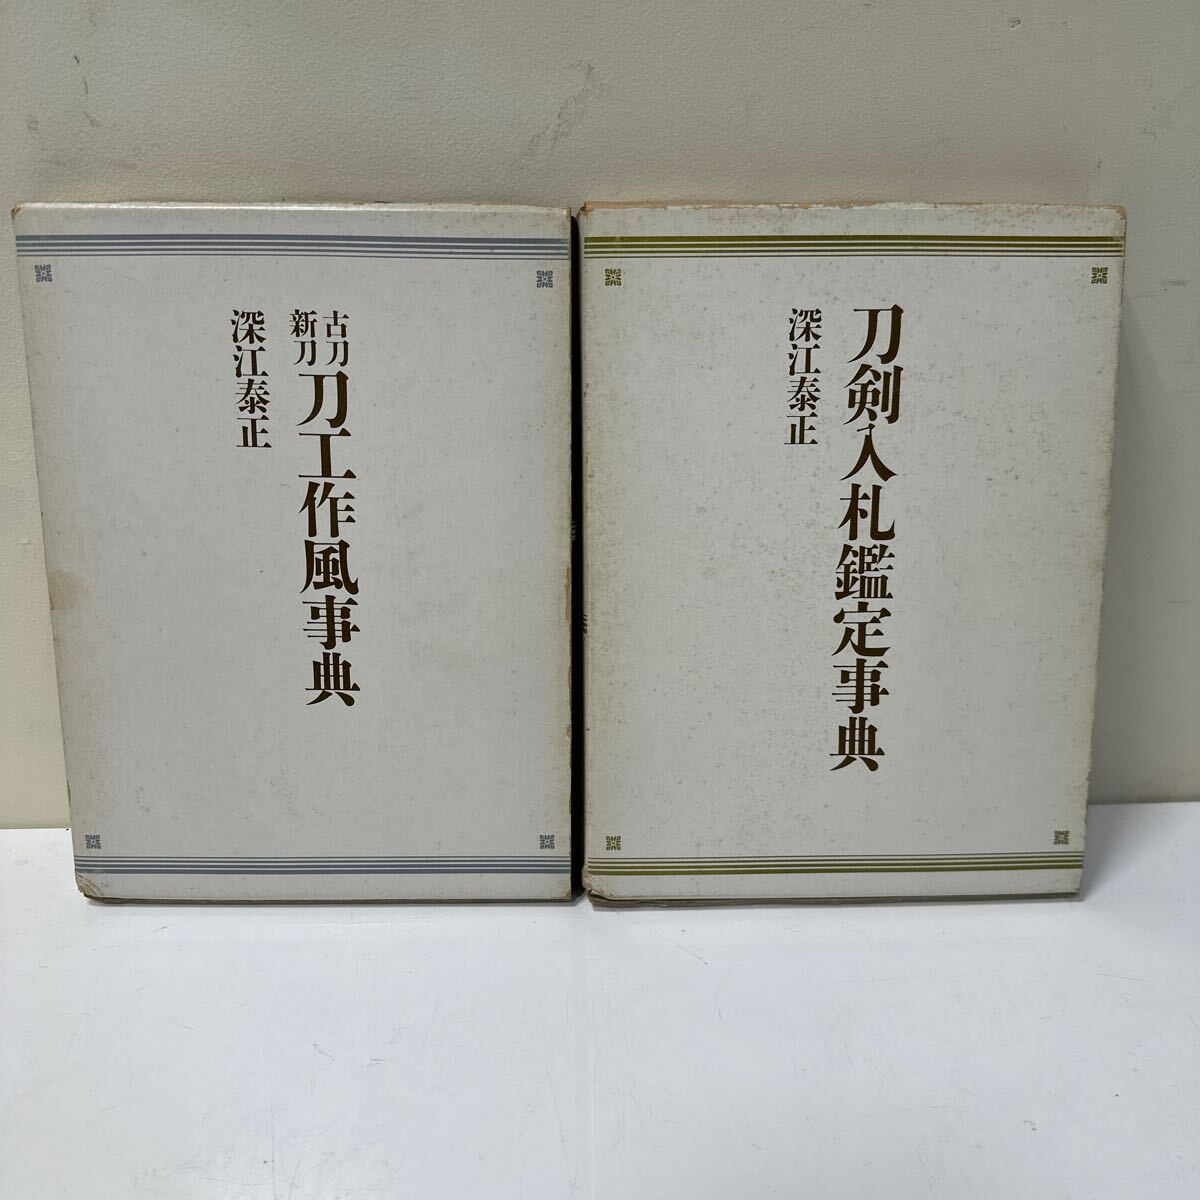 古刀
新刀
刀工作風事典
深江泰正
刀剣入札鑑定事典
深江泰正